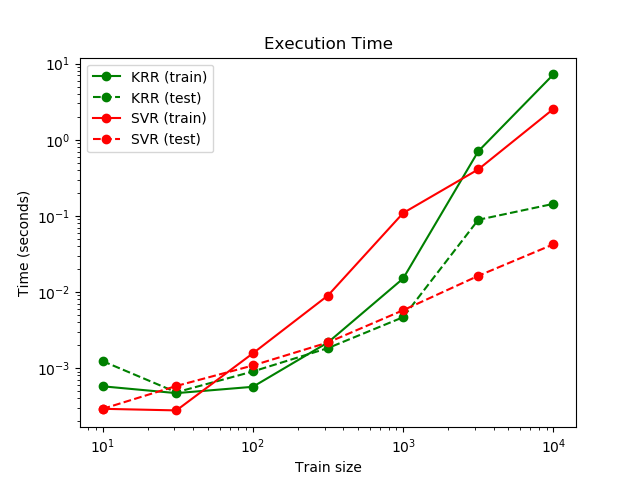 Execution Time
KRR (train)
KRR (test)
SVR (train)
SVR (test)
Time (seconds)
10¹
10⁰
10⁻¹
10⁻²
10⁻³
10¹ 10² 10³ 10⁴
Train size